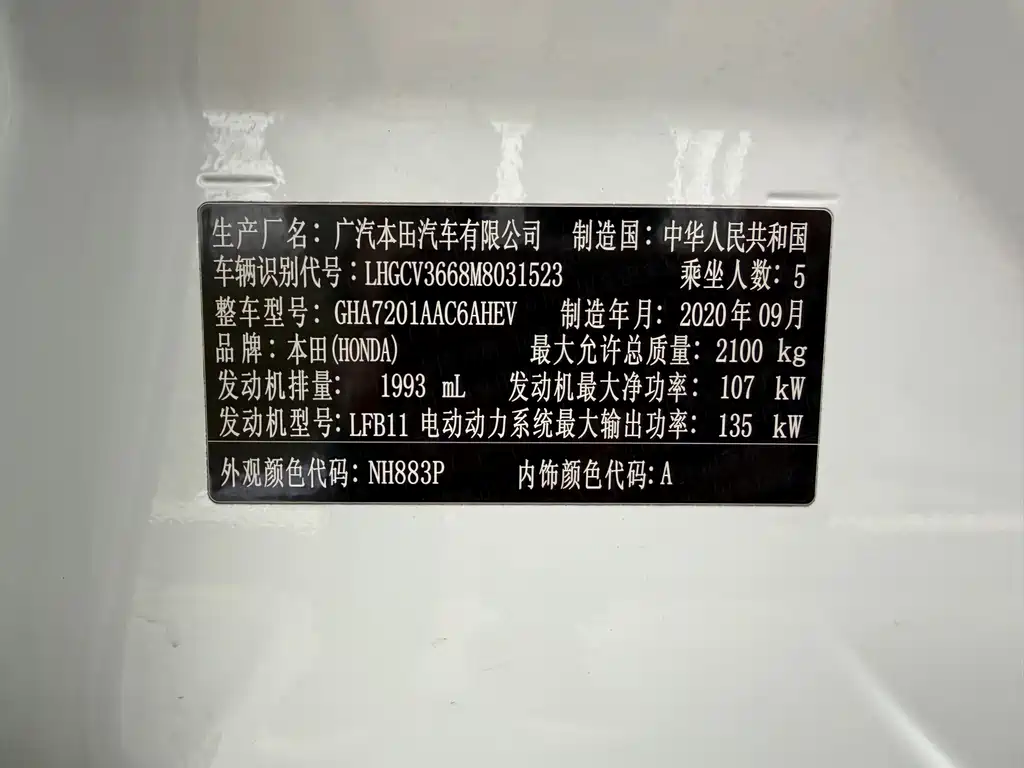 生产厂名：广汽本田汽车有限公司 制造国：中华人民共和国
车辆识别代号：LHGCV3668M8031523 乘坐人数：5
整车型号：GHA7201AAC6AHEV 制造年月：2020年09月
品牌：本田(HONDA) 最大允许总质量：2100 kg
发动机排量： 1993 mL 发动机最大净功率：107 kW
发动机型号：LFB11 电动动力系统最大输出功率：135 kW
外观颜色代码：NH883P 内饰颜色代码：A